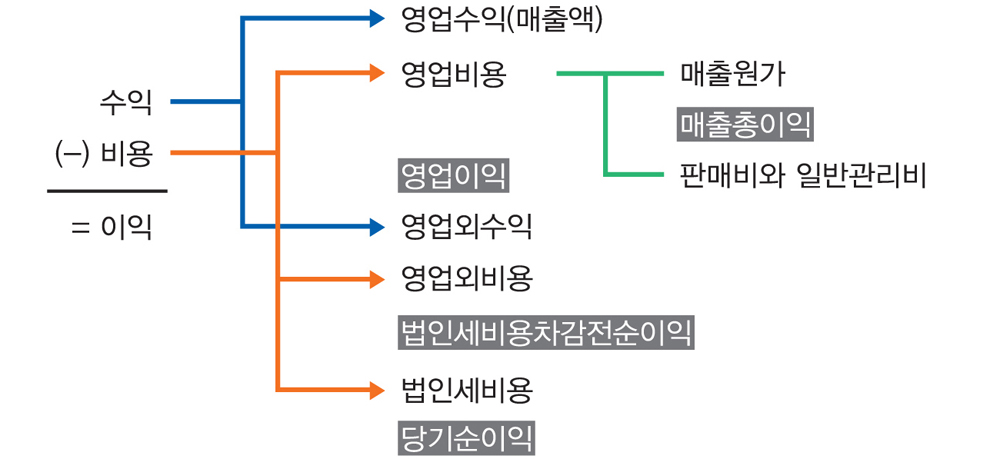 수익
(–) 비용
= 이익
영업수익(매출액)
영업비용
영업이익
영업외수익
영업외비용
법인세비용차감전순이익
법인세비용
당기순이익
매출원가
매출총이익
판매비와 일반관리비